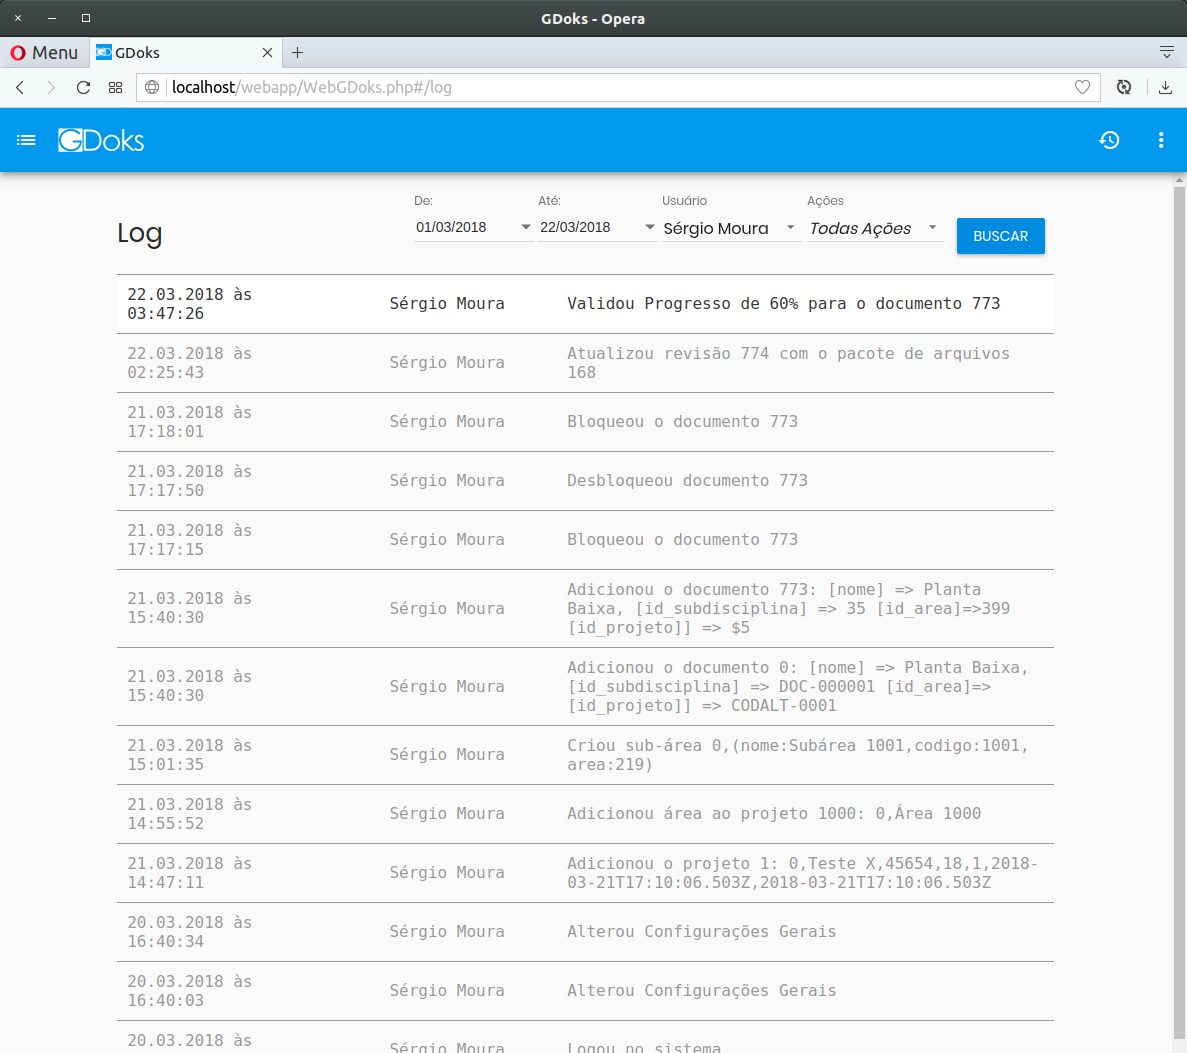 GDoks - Opera
Menu
GD GDoks
localhost/webapp/WebGDoks.php#/log
GDoks
De:
Até:
Usuário
Ações
Log
01/03/2018
22/03/2018
Sérgio Moura
Todas Ações
BUSCAR
22.03.2018 às
03:47:26
Sérgio Moura
Validou Progresso de 60% para o documento 773
22.03.2018 às
02:25:43
Sérgio Moura
Atualizou revisão 774 com o pacote de arquivos
168
21.03.2018 às
17:18:01
Sérgio Moura
Bloqueou o documento 773
21.03.2018 às
17:17:50
Sérgio Moura
Desbloqueou documento 773
21.03.2018 às
17:17:15
Sérgio Moura
Bloqueou o documento 773
21.03.2018 às
15:40:30
Sérgio Moura
Adicionou o documento 773: [nome] => Planta
Baixa, [id_subdisciplina] => 35 [id_area]=>399
[id_projeto]] => $5
21.03.2018 às
15:40:30
Sérgio Moura
Adicionou o documento 0: [nome] => Planta Baixa,
[id_subdisciplina] => DOC-000001 [id_area]=>
[id_projeto]] => CODALT-0001
21.03.2018 às
15:01:35
Sérgio Moura
Criou sub-área 0,(nome:Subárea 1001,codigo:1001,
area:219)
21.03.2018 às
14:55:52
Sérgio Moura
Adicionou área ao projeto 1000: 0,Área 1000
21.03.2018 às
14:47:11
Sérgio Moura
Adicionou o projeto 1: 0,Teste X,45654,18,1,2018-
03-21T17:10:06.503Z,2018-03-21T17:10:06.503Z
20.03.2018 às
16:40:34
Sérgio Moura
Alterou Configurações Gerais
20.03.2018 às
16:40:03
Sérgio Moura
Alterou Configurações Gerais
20.03.2018 às
Sérgio Moura
Logou no sistema